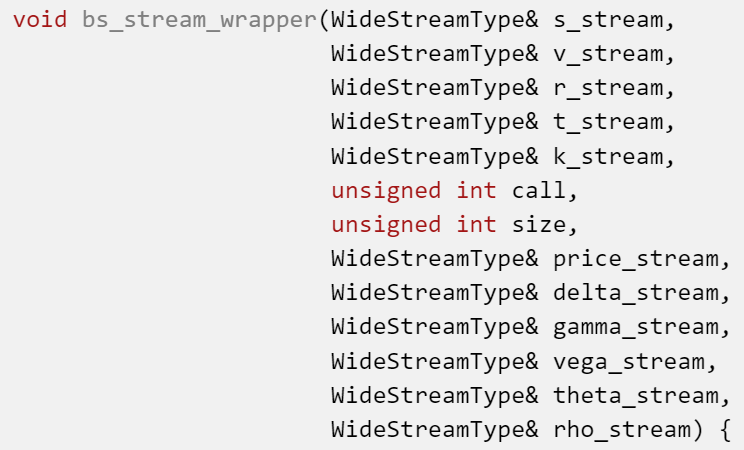 void bs_stream_wrapper(WideStreamType& s_stream,
                       WideStreamType& v_stream,
                       WideStreamType& r_stream,
                       WideStreamType& t_stream,
                       WideStreamType& k_stream,
                       unsigned int call,
                       unsigned int size,
                       WideStreamType& price_stream,
                       WideStreamType& delta_stream,
                       WideStreamType& gamma_stream,
                       WideStreamType& vega_stream,
                       WideStreamType& theta_stream,
                       WideStreamType& rho_stream) {